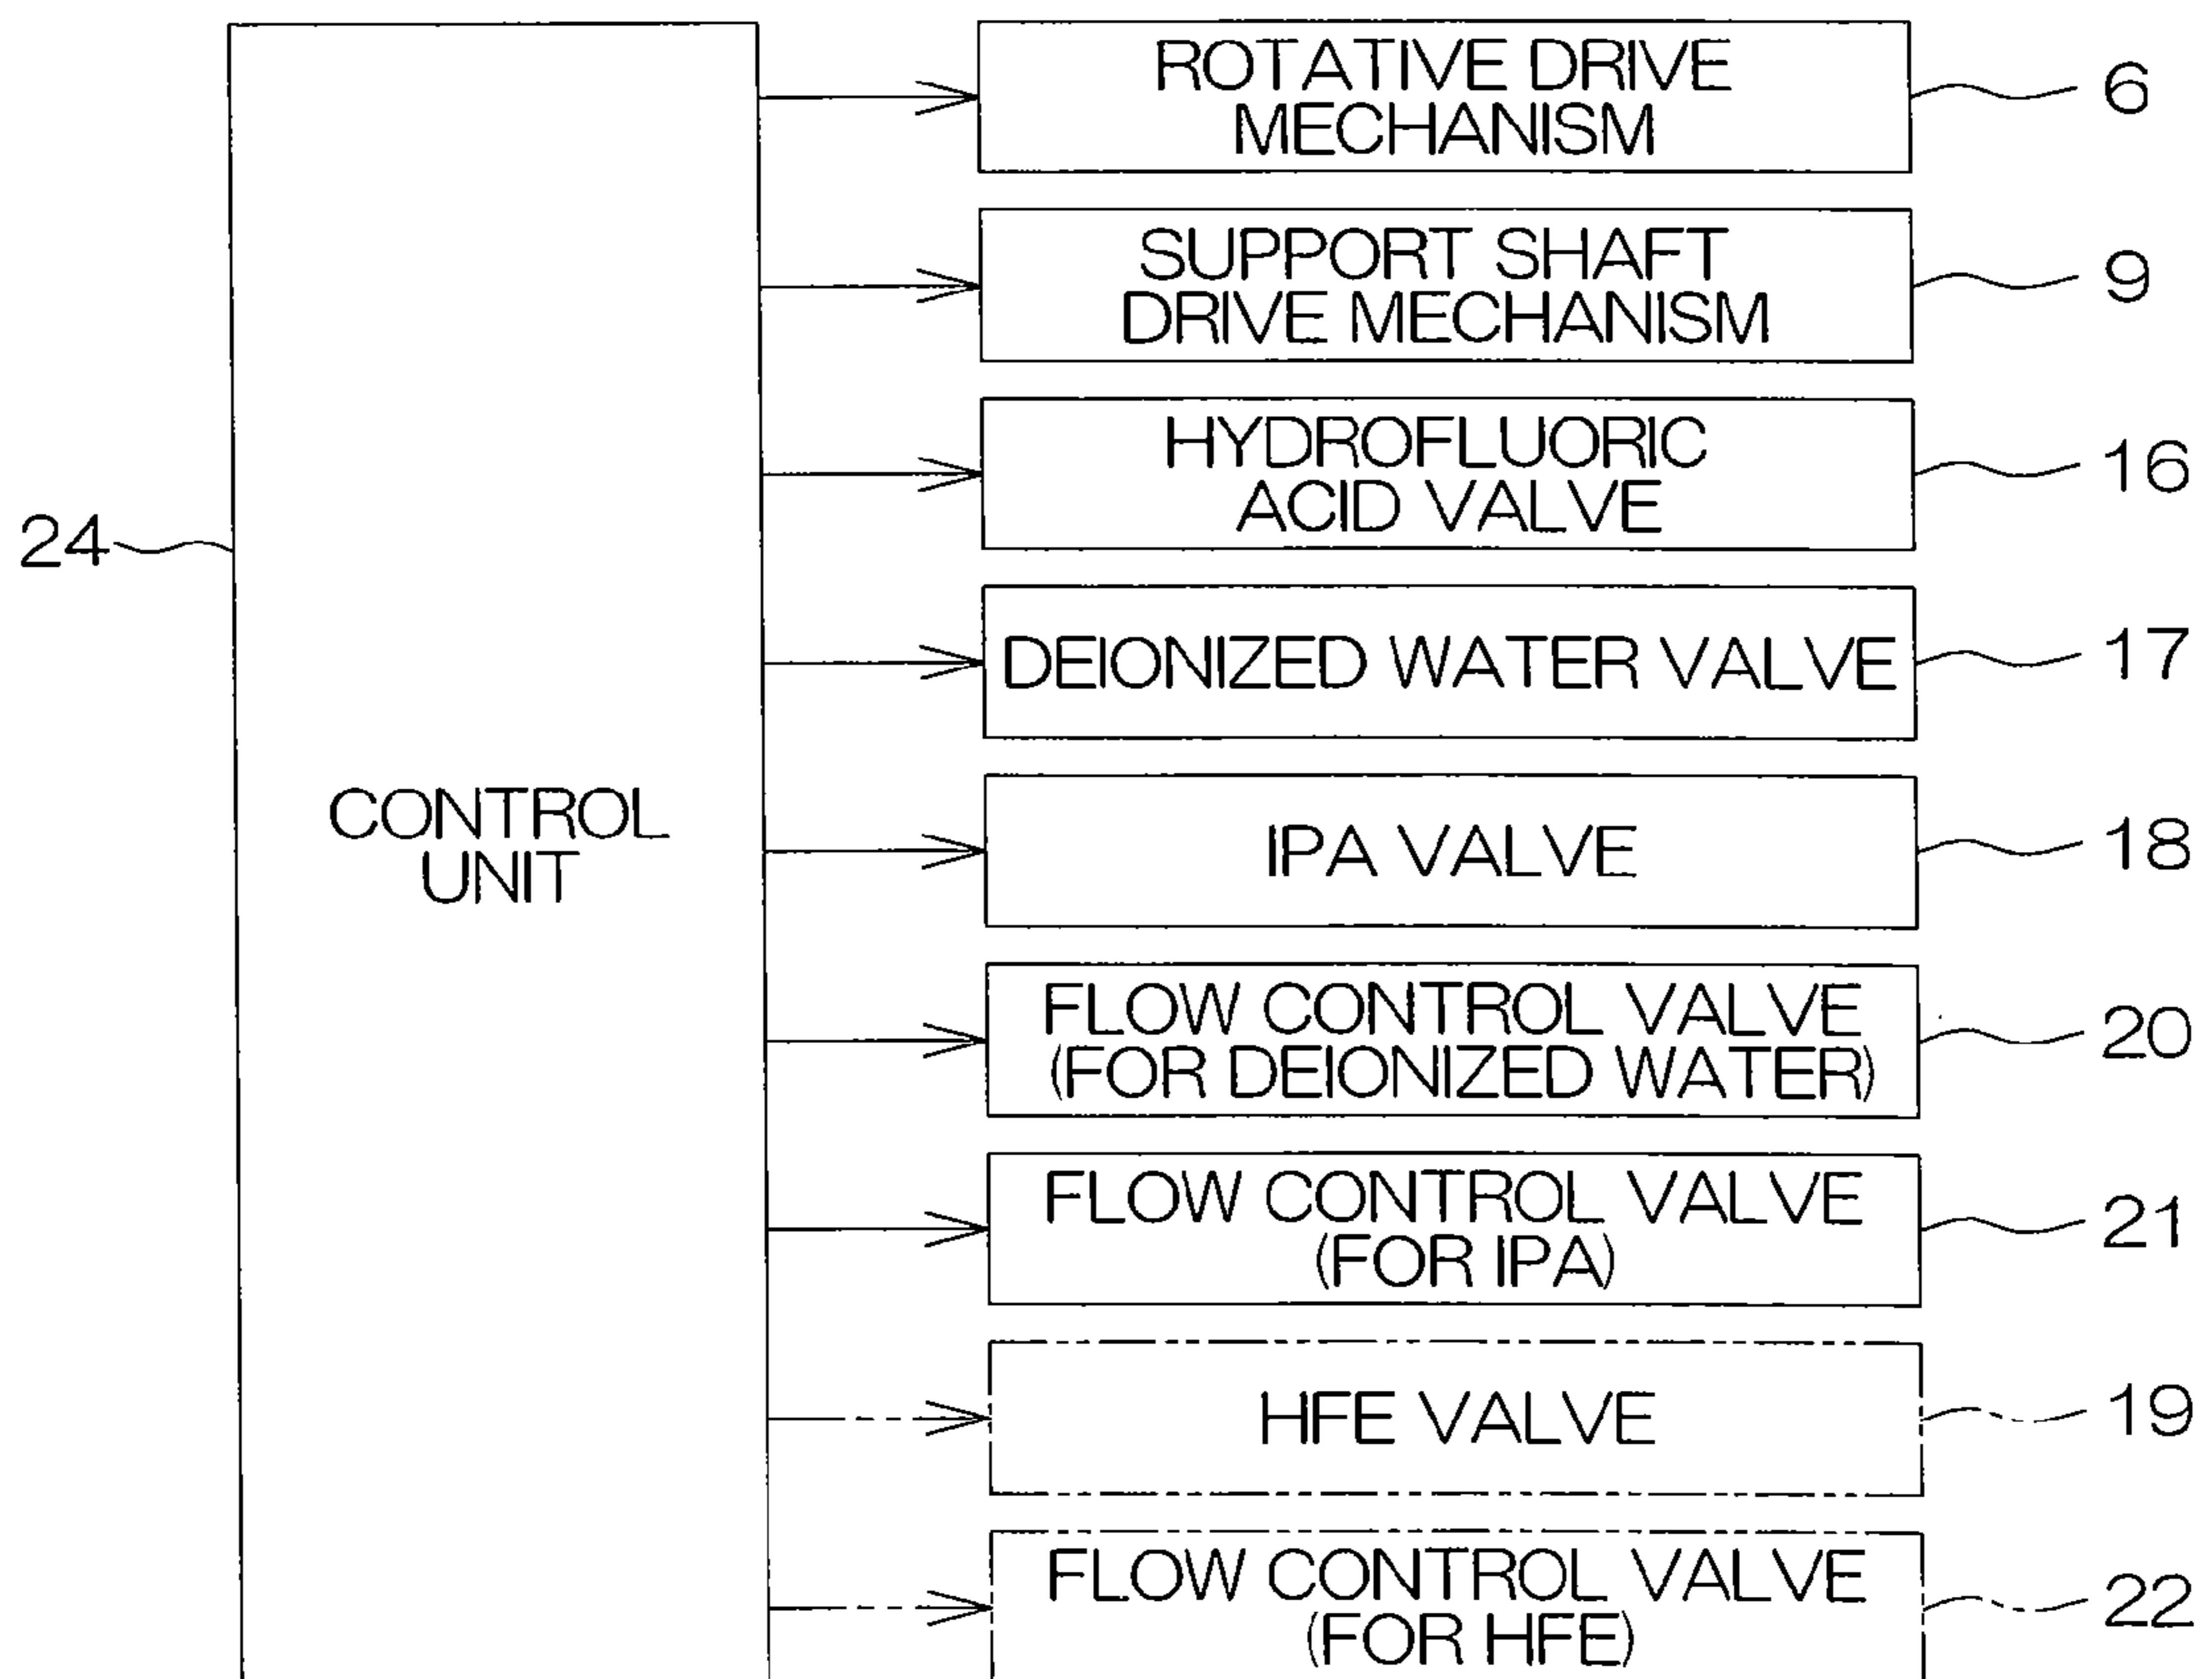 24
CONTROL
UNIT
ROTATIVE DRIVE
MECHANISM
6
SUPPORT SHAFT
DRIVE MECHANISM
9
HYDROFLUORIC
ACID VALVE
16
DEIONIZED WATER VALVE
17
IPA VALVE
18
FLOW CONTROL VALVE
(FOR DEIONIZED WATER)
20
FLOW CONTROL VALVE
(FOR IPA)
21
HFE VALVE
19
FLOW CONTROL VALVE
(FOR HFE)
22